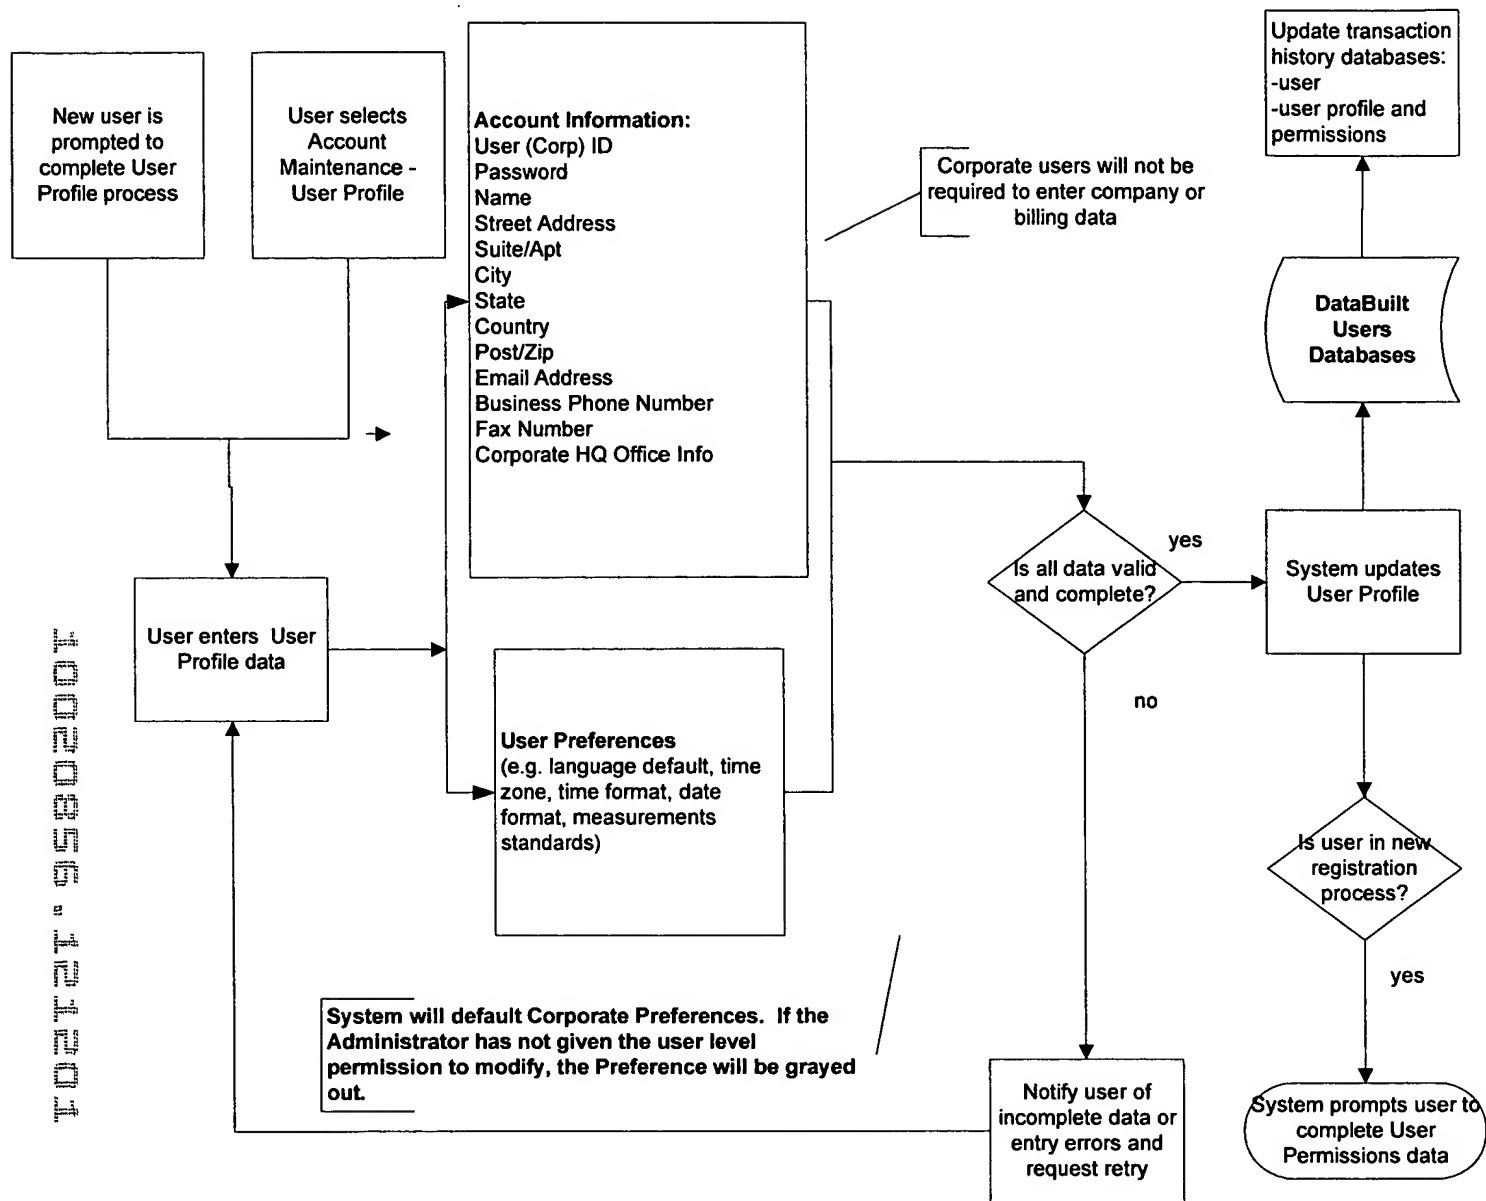 New user is
prompted to
complete User
Profile process
User selects
Account
Maintenance -
User Profile
Account Information:
User (Corp) ID
Password
Name
Street Address
Suite/Apt
City
State
Country
Post/Zip
Email Address
Business Phone Number
Fax Number
Corporate HQ Office Info
Corporate users will not be
required to enter company or
billing data
Update transaction
history databases:
-user
-user profile and
permissions
DataBuilt
Users
Databases
Is all data valid
and complete?
yes
System updates
User Profile
User enters User
Profile data
no
User Preferences
(e.g. language default, time
zone, time format, date
format, measurements
standards)
Is user in new
registration
process?
yes
System will default Corporate Preferences. If the
Administrator has not given the user level
permission to modify, the Preference will be grayed
out.
Notify user of
incomplete data or
entry errors and
request retry
System prompts user to
complete User
Permissions data
10020856.121201